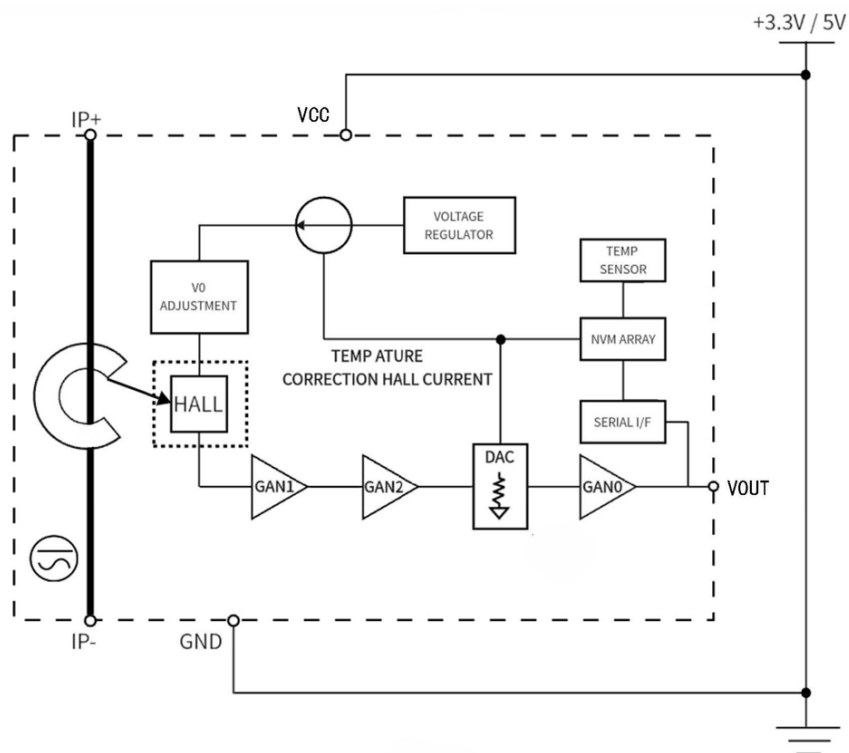 +3.3V / 5V
IP+
VCC
VOLTAGE
REGULATOR
TEMP
SENSOR
V0
ADJUSTMENT
NVM ARRAY
TEMP ATURE
CORRECTION HALL CURRENT
HALL
SERIAL I/F
DAC
GAN1
GAN2
GAN0
VOUT
IP-
GND